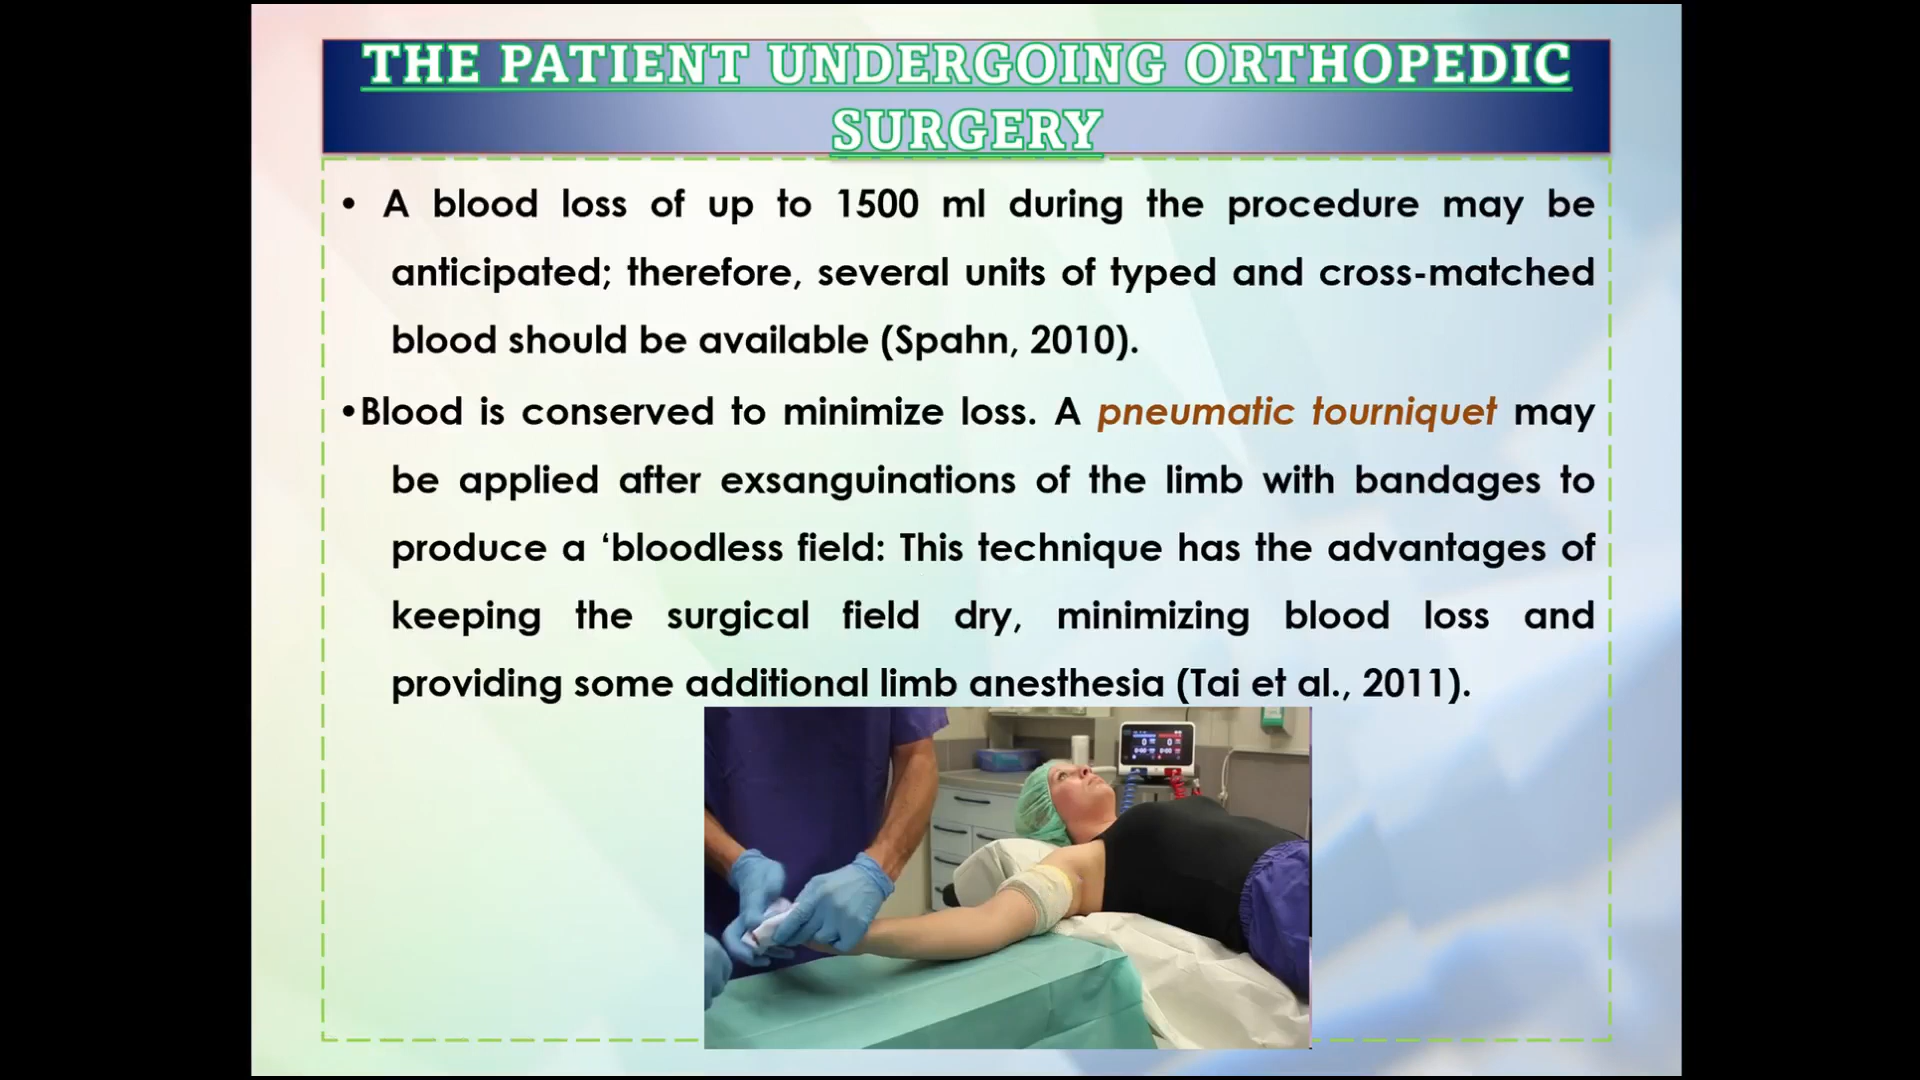 THE PATIENT UNDERGOING ORTHOPEDIC
SURGERY
• A blood loss of up to 1500 ml during the procedure may be
anticipated; therefore, several units of typed and cross-matched
blood should be available (Spahn, 2010).
•Blood is conserved to minimize loss. A pneumatic tourniquet may
be applied after exsanguinations of the limb with bandages to
produce a ‘bloodless field: This technique has the advantages of
keeping the surgical field dry, minimizing blood loss and
providing some additional limb anesthesia (Tai et al., 2011).